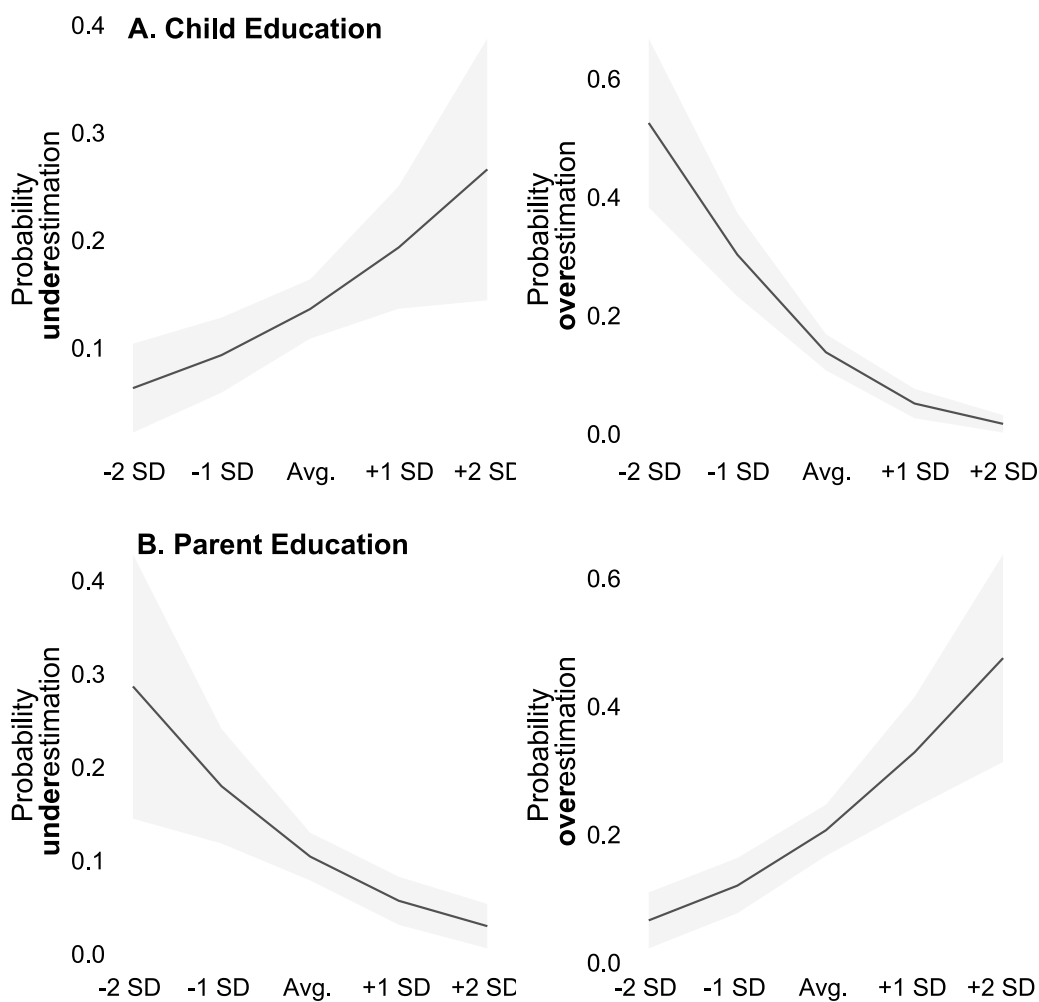 A. Child Education
Probability
underestimation
0.4
0.3
0.2
0.1
-2 SD -1 SD Avg. +1 SD +2 SD
Probability
overestimation
0.6
0.4
0.2
0.0
-2 SD -1 SD Avg. +1 SD +2 SD
B. Parent Education
Probability
underestimation
0.4
0.3
0.2
0.1
0.0
-2 SD -1 SD Avg. +1 SD +2 SD
Probability
overestimation
0.6
0.4
0.2
0.0
-2 SD -1 SD Avg. +1 SD +2 SD